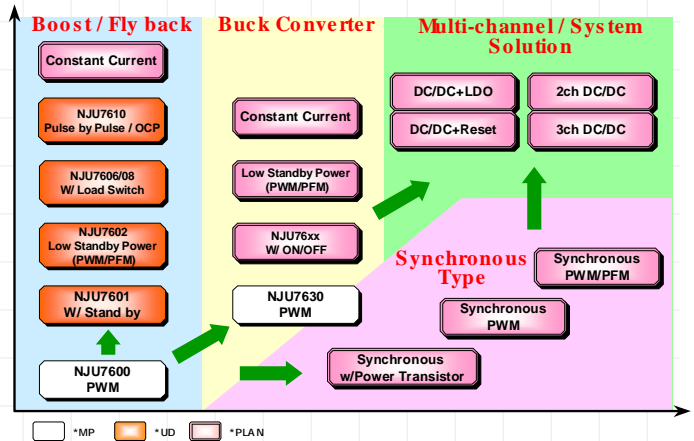 Boost / Fly back
Constant Current
NJU7610
Pulse by Pulse / OCP
NJU7606/08
W/ Load Switch
NJU7602
Low Standby Power
(PWM/PFM)
NJU7601
W/ Stand by
NJU7600
PWM
Buck Converter
Constant Current
Low Standby Power
(PWM/PFM)
NJU76xx
W/ ON/OFF
NJU7630
PWM
Multi-channel / System
Solution
DC/DC+LDO
2ch DC/DC
DC/DC+Reset
3ch DC/DC
Synchronous
Type
Synchronous
PWM/PFM
Synchronous
PWM
Synchronous
w/Power Transistor
*MP
*UD
*PLAN